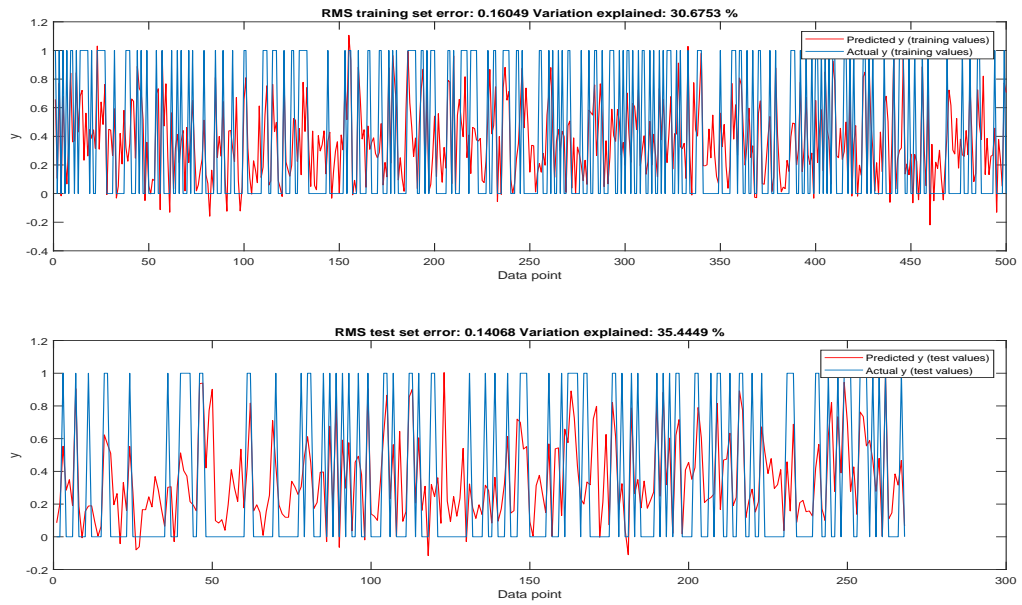 RMS training set error: 0.16049 Variation explained: 30.6753 %
1.2
1
0.8
0.6
0.4
0.2
0
-0.2
-0.4
y
Predicted y (training values)
Actual y (training values)
0 50 100 150 200 250 300 350 400 450 500
Data point
RMS test set error: 0.14068 Variation explained: 35.4449 %
1.2
1
0.8
0.6
0.4
0.2
0
-0.2
y
Predicted y (test values)
Actual y (test values)
0 50 100 150 200 250 300
Data point